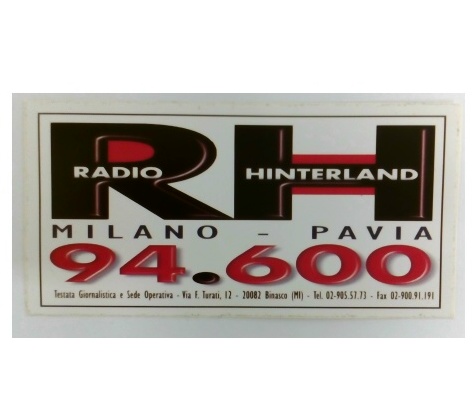 RH
RADIO HINTERLAND
MILANO - PAVIA
94.600
Testata Giornalistica e Sede Operativa - Via F. Turati, 12 - 20082 Binasco (MI) - Tel. 02-905.57.73 - Fax 02-900.91.191